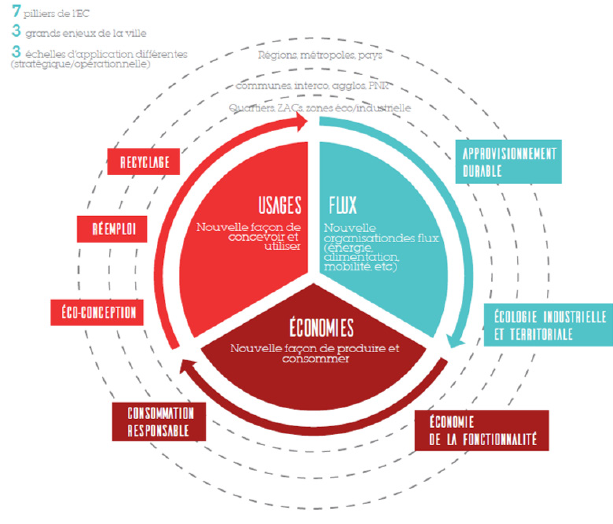 7 pilliers de l'EC
3 grands enjeux de la ville
3 échelles d'application différentes
(stratégique/opérationnelle)
Régions, métropoles, pays
communes, interco, agglos, PNR
Quartiers, ZACs, zones éco/industrielle
RECYCLAGE
APPROVISIONNEMENT
DURABLE
USAGES
Nouvelle façon de
concevoir et
utiliser
FLUX
Nouvelle
organisationdes flux
(énergie,
alimentation,
mobilité, etc)
RÉEMPLOI
ÉCO-CONCEPTION
ÉCOLOGIE INDUSTRIELLE
ET TERRITORIALE
ÉCONOMIES
Nouvelle façon de produire et
consommer
CONSOMMATION
RESPONSABLE
ÉCONOMIE
DE LA FONCTIONNALITÉ